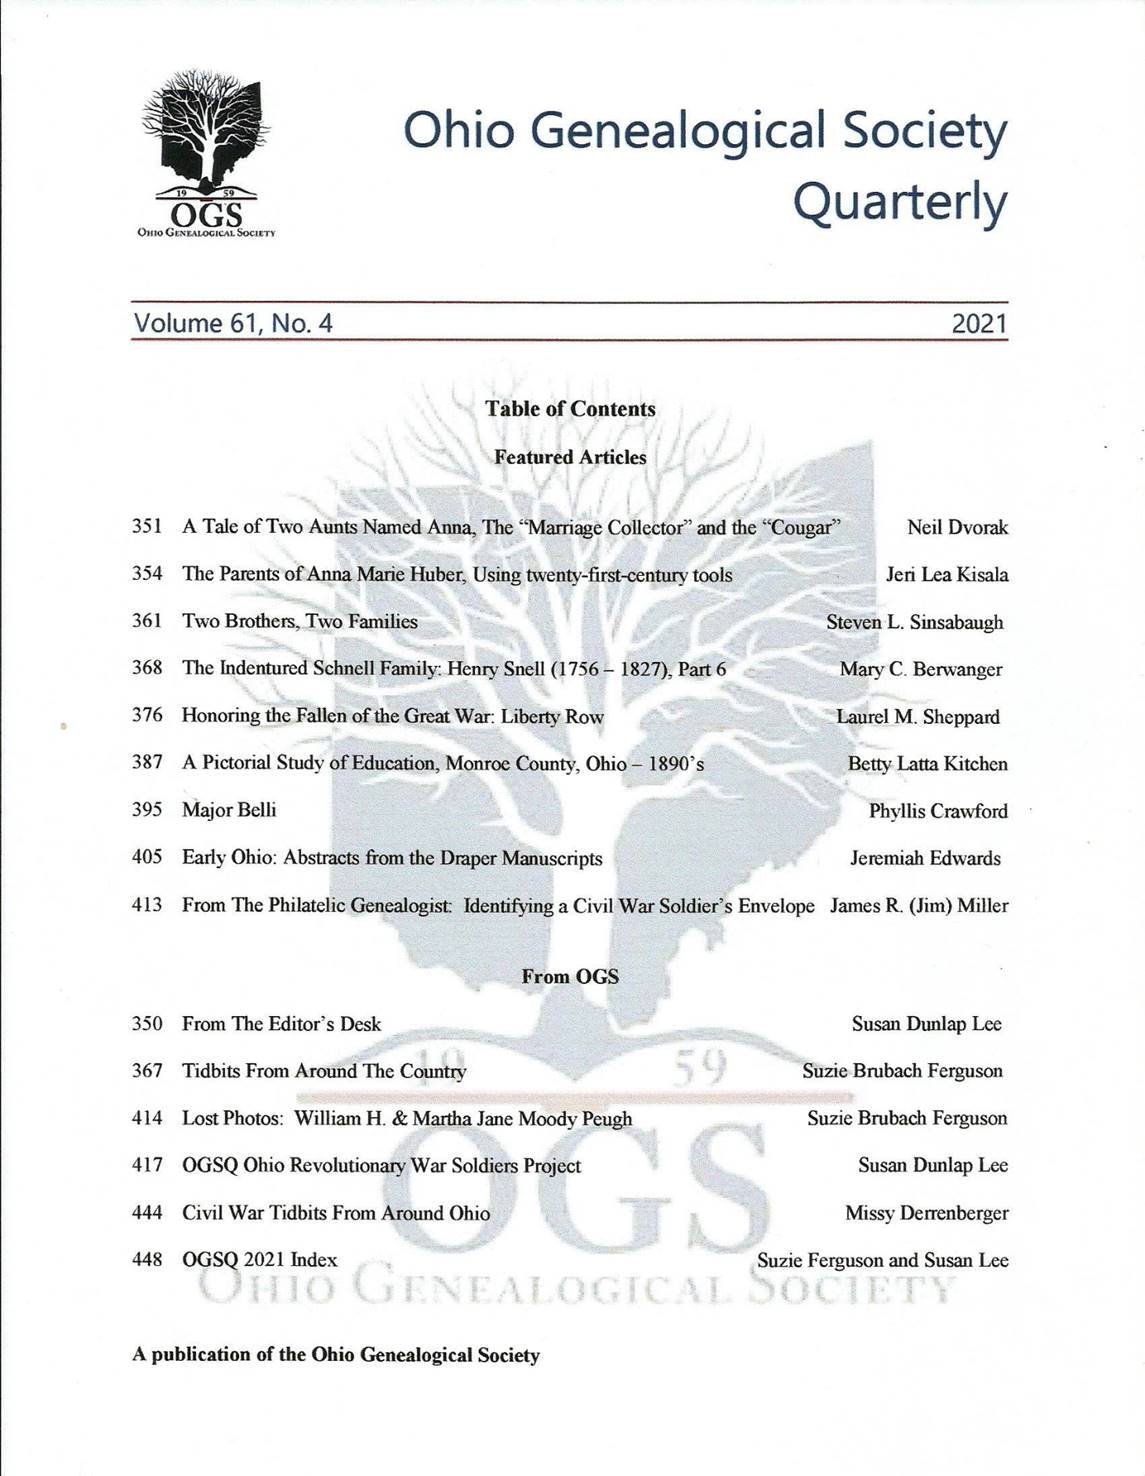 19 59
OGS
OHIO GENEALOGICAL SOCIETY
Ohio Genealogical Society
Quarterly
Volume 61, No. 4 2021
Table of Contents
Featured Articles
351 A Tale of Two Aunts Named Anna, The “Marriage Collector” and the “Cougar” Neil Dvorak
354 The Parents of Anna Marie Huber, Using twenty-first-century tools Jeri Lea Kisala
361 Two Brothers, Two Families Steven L. Sinsabaugh
368 The Indentured Schnell Family: Henry Snell (1756 – 1827), Part 6 Mary C. Berwanger
376 Honoring the Fallen of the Great War: Liberty Row Laurel M. Sheppard
387 A Pictorial Study of Education, Monroe County, Ohio – 1890’s Betty Latta Kitchen
395 Major Belli Phyllis Crawford
405 Early Ohio: Abstracts from the Draper Manuscripts Jeremiah Edwards
413 From The Philatelic Genealogist: Identifying a Civil War Soldier’s Envelope James R. (Jim) Miller
From OGS
350 From The Editor’s Desk Susan Dunlap Lee
367 Tidbits From Around The Country Suzie Brubach Ferguson
19 59
414 Lost Photos: William H. & Martha Jane Moody Peugh Suzie Brubach Ferguson
417 OGSQ Ohio Revolutionary War Soldiers Project Susan Dunlap Lee
OGS
444 Civil War Tidbits From Around Ohio Missy Derrenberger
448 OGSQ 2021 Index Suzie Ferguson and Susan Lee
OHIO GENEALOGICAL SOCIETY
A publication of the Ohio Genealogical Society